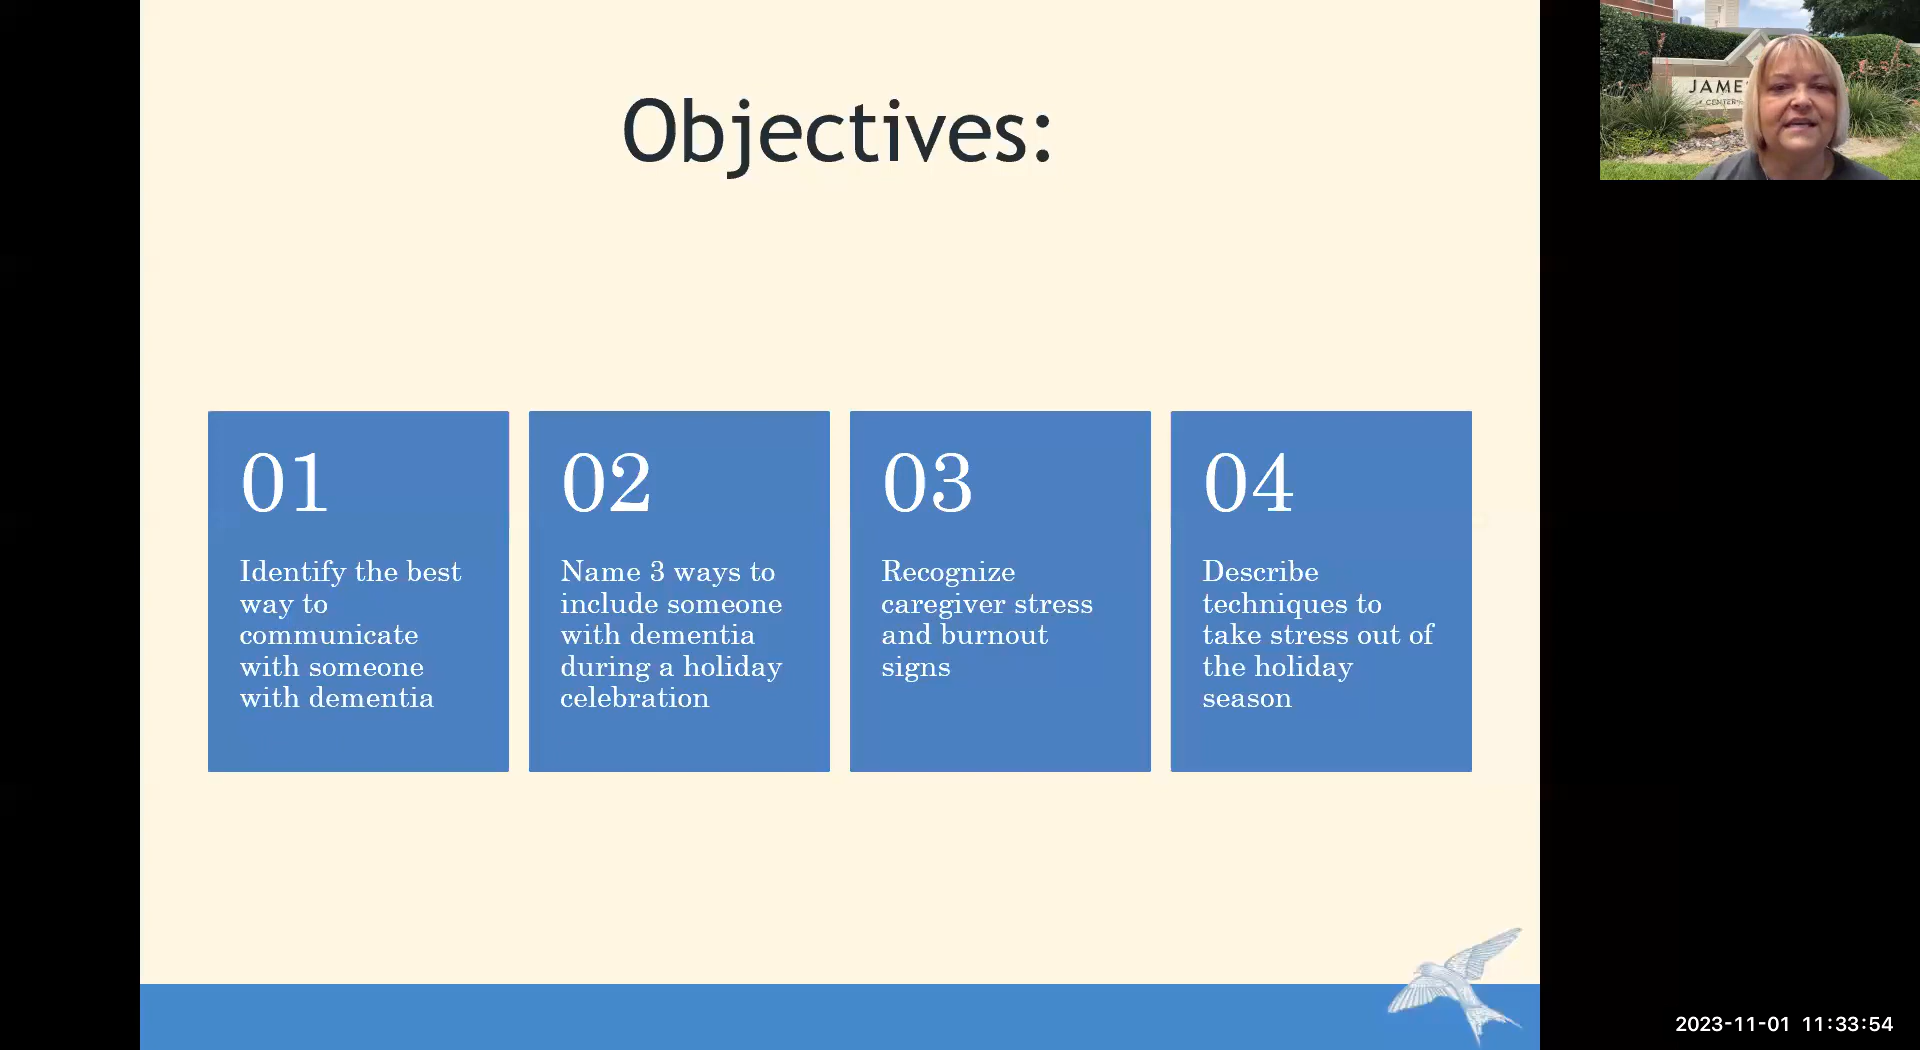 Objectives:
01
Identify the best
way to
communicate
with someone
with dementia
02
Name 3 ways to
include someone
with dementia
during a holiday
celebration
03
Recognize
caregiver stress
and burnout
signs
04
Describe
techniques to
take stress out of
the holiday
season
JAME
CENTER
2023-11-01 11:33:54